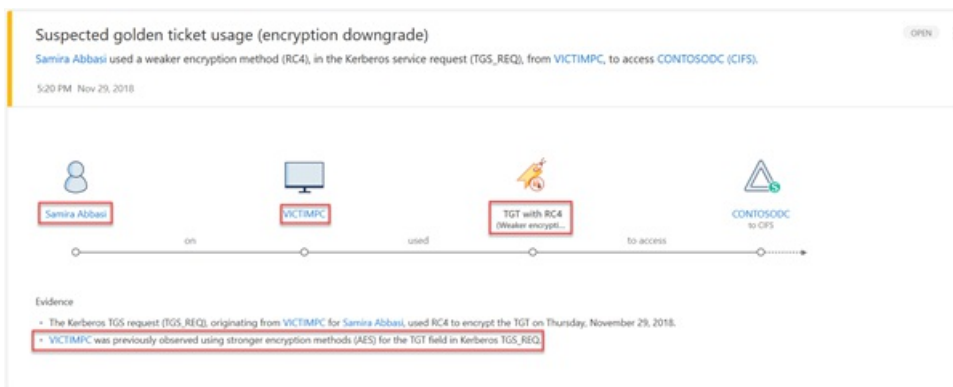 Suspected golden ticket usage (encryption downgrade)
OPEN
Samira Abbasi used a weaker encryption method (RC4), in the Kerberos service request (TGS_REQ), from VICTIMPC, to access CONTOSODC (CIFS).
5:20 PM Nov 29, 2018
Samira Abbasi
VICTIMPC
TGT with RC4
(Weaker encrypti...
CONTOSODC
to CIFS
on
used
to access
Evidence
• The Kerberos TGS request (TGS_REQ), originating from VICTIMPC for Samira Abbasi, used RC4 to encrypt the TGT on Thursday, November 29, 2018.
• VICTIMPC was previously observed using stronger encryption methods (AES) for the TGT field in Kerberos TGS_REQ.